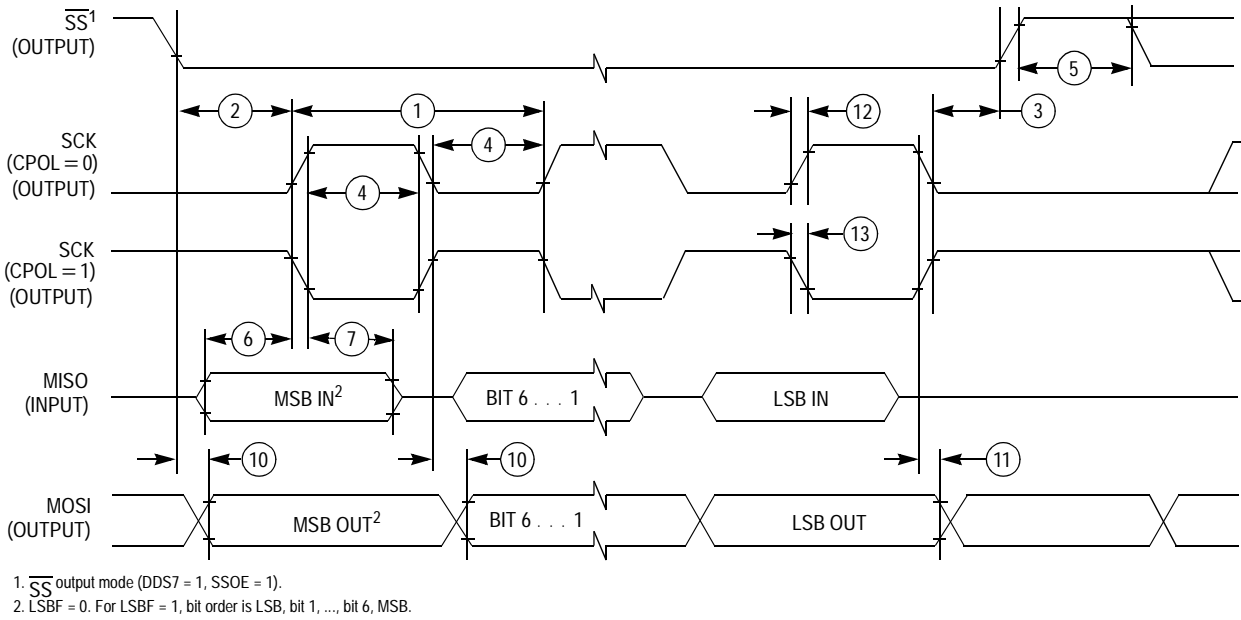 SS1
(OUTPUT)
5
2
1
12
3
SCK
(CPOL = 0)
(OUTPUT)
4
4
SCK
(CPOL = 1)
(OUTPUT)
13
6
7
MISO
(INPUT)
MSB IN2
BIT 6 . . . 1
LSB IN
10
10
11
MOSI
(OUTPUT)
MSB OUT2
BIT 6 . . . 1
LSB OUT
1. SS output mode (DDS7 = 1, SSOE = 1).
2. LSBF = 0. For LSBF = 1, bit order is LSB, bit 1, ..., bit 6, MSB.